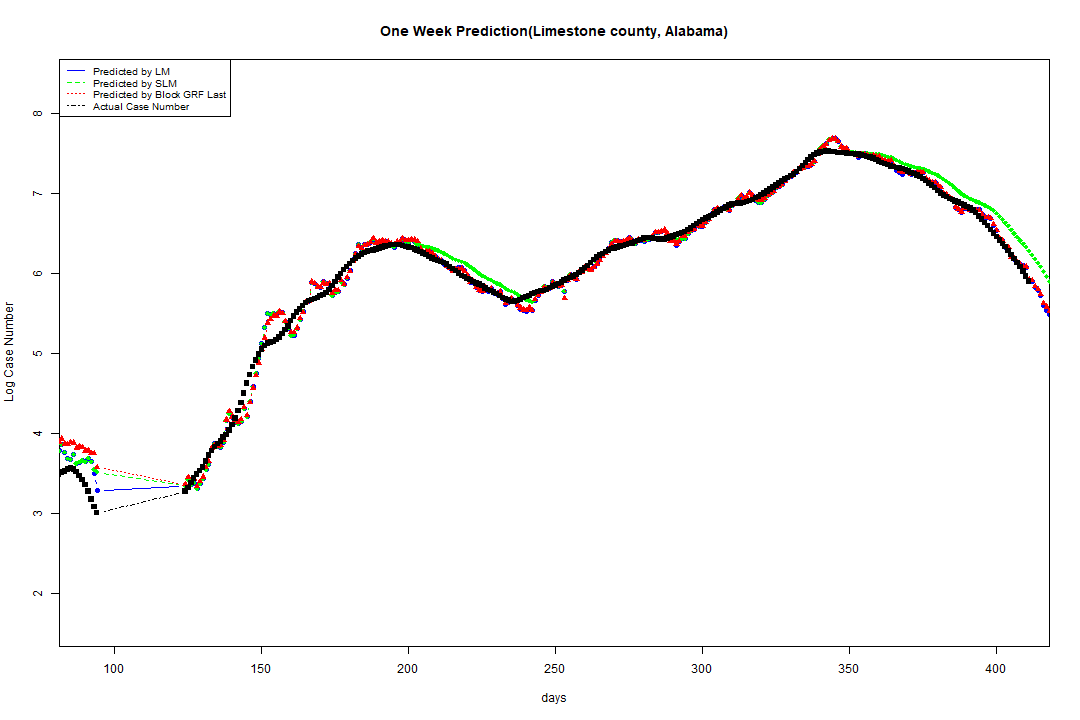 One Week Prediction(Limestone county, Alabama)
Predicted by LM
Predicted by SLM
Predicted by Block GRF Last
Actual Case Number
8
7
6
5
4
3
2
Log Case Number
100 150 200 250 300 350 400
days